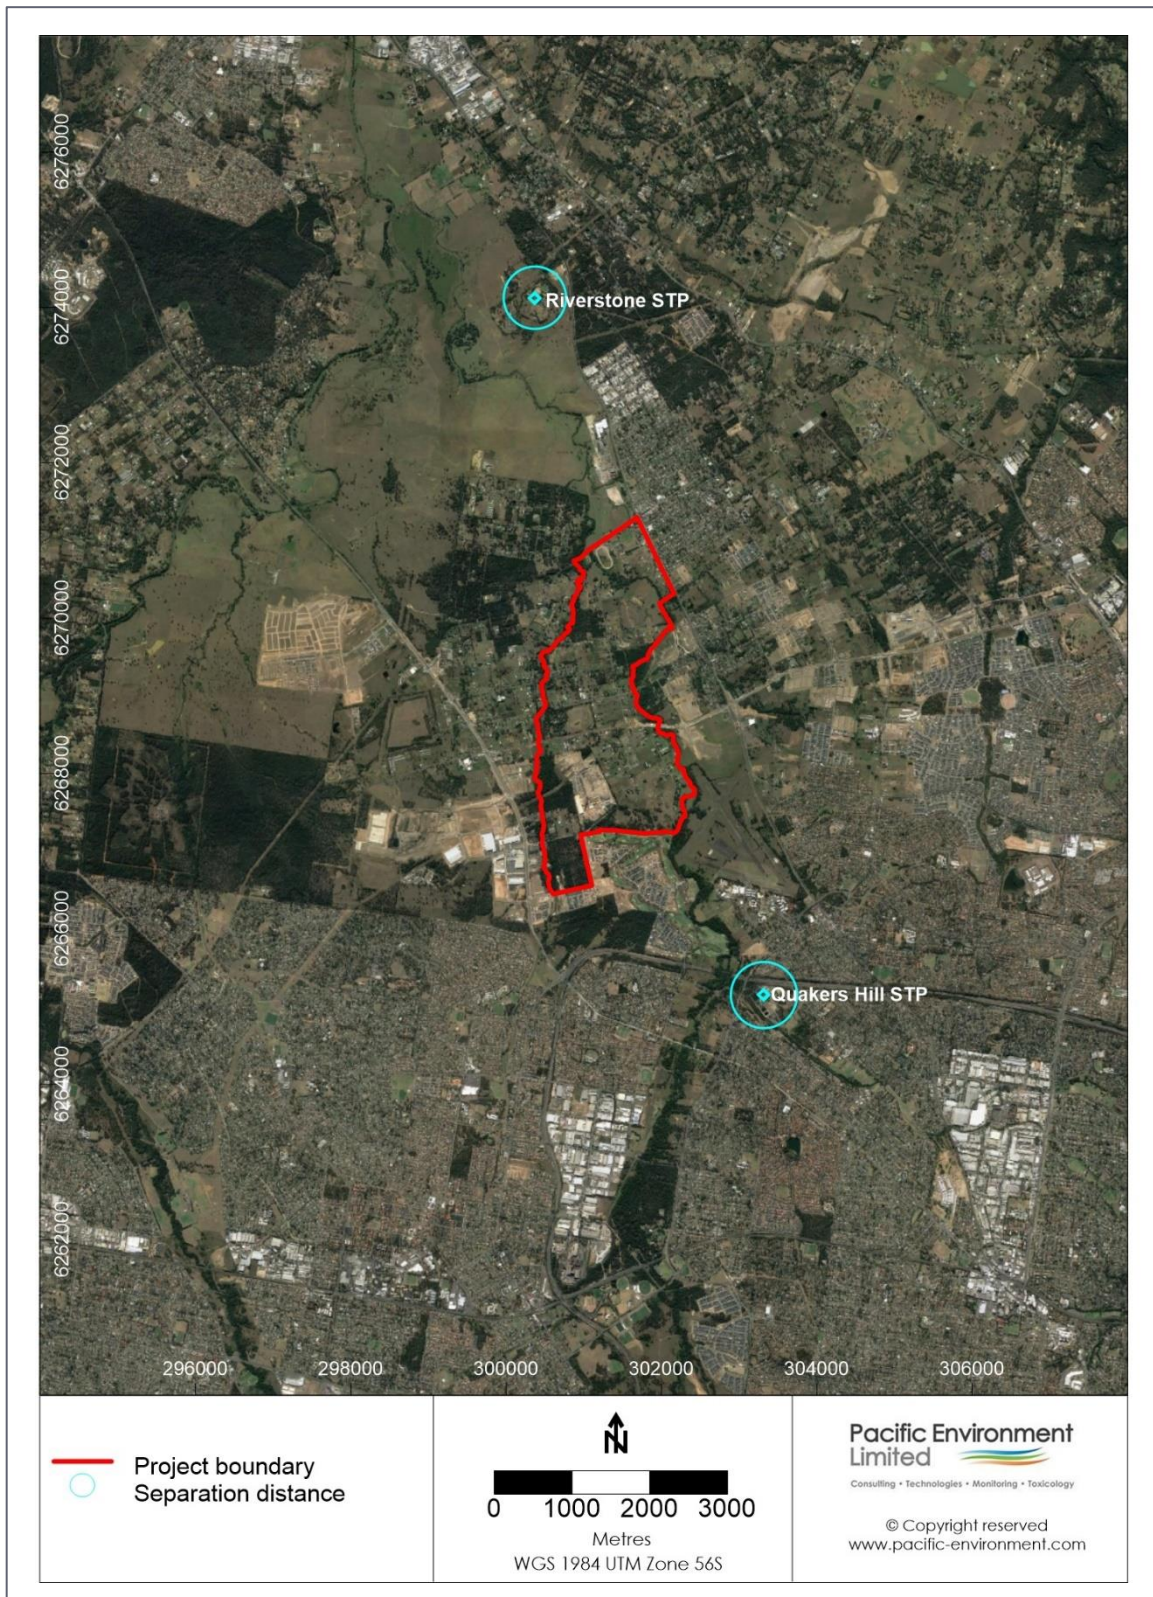 6276000
6274000
Riverstone STP
6272000
6270000
6268000
6266000
Quakers Hill STP
6264000
6262000
296000 298000 300000 302000 304000 306000
Project boundary
Separation distance
N
0 1000 2000 3000
Metres
WGS 1984 UTM Zone 56S
Pacific Environment
Limited
Consulting • Technologies • Monitoring • Toxicology
© Copyright reserved
www.pacific-environment.com